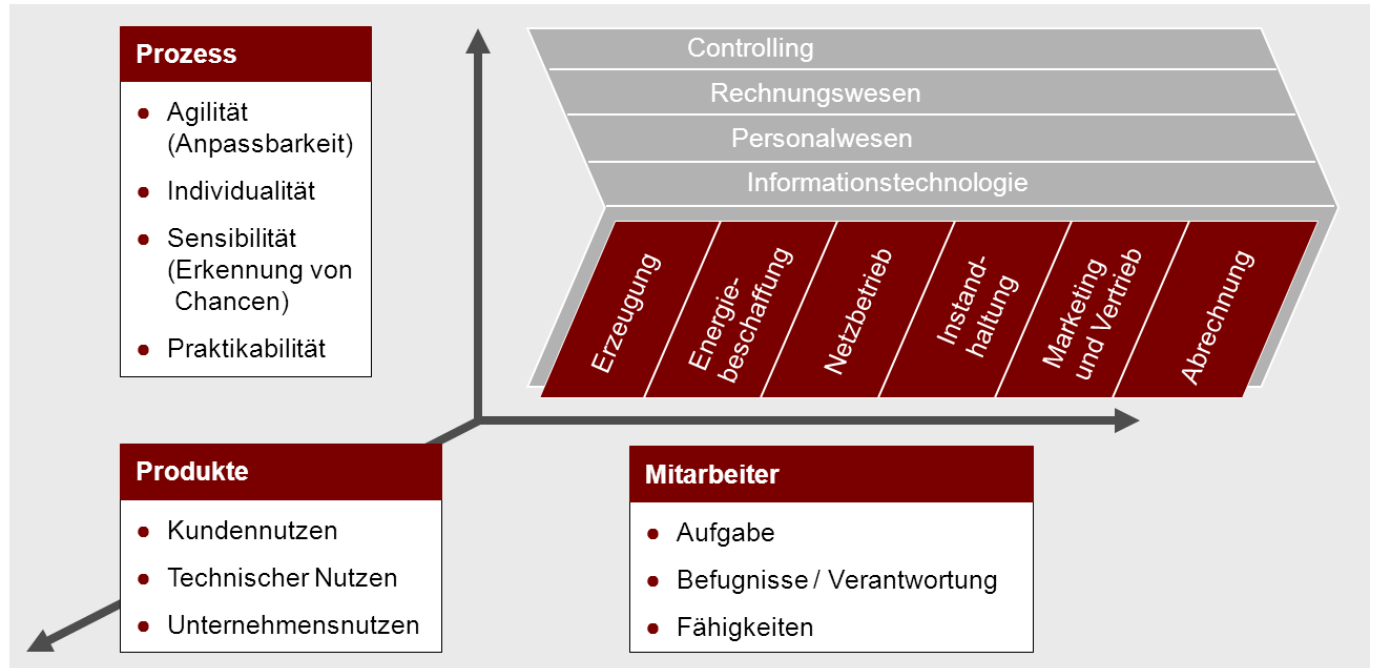 Prozess
● Agilität
(Anpassbarkeit)
● Individualität
● Sensibilität
(Erkennung von
Chancen)
● Praktikabilität
Controlling
Rechnungswesen
Personalwesen
Informationstechnologie
Erzeugung
Energie-
beschaffung
Netzbetrieb
Instand-
haltung
Marketing
und Vertrieb
Abrechnung
Produkte
● Kundennutzen
● Technischer Nutzen
● Unternehmensnutzen
Mitarbeiter
● Aufgabe
● Befugnisse / Verantwortung
● Fähigkeiten